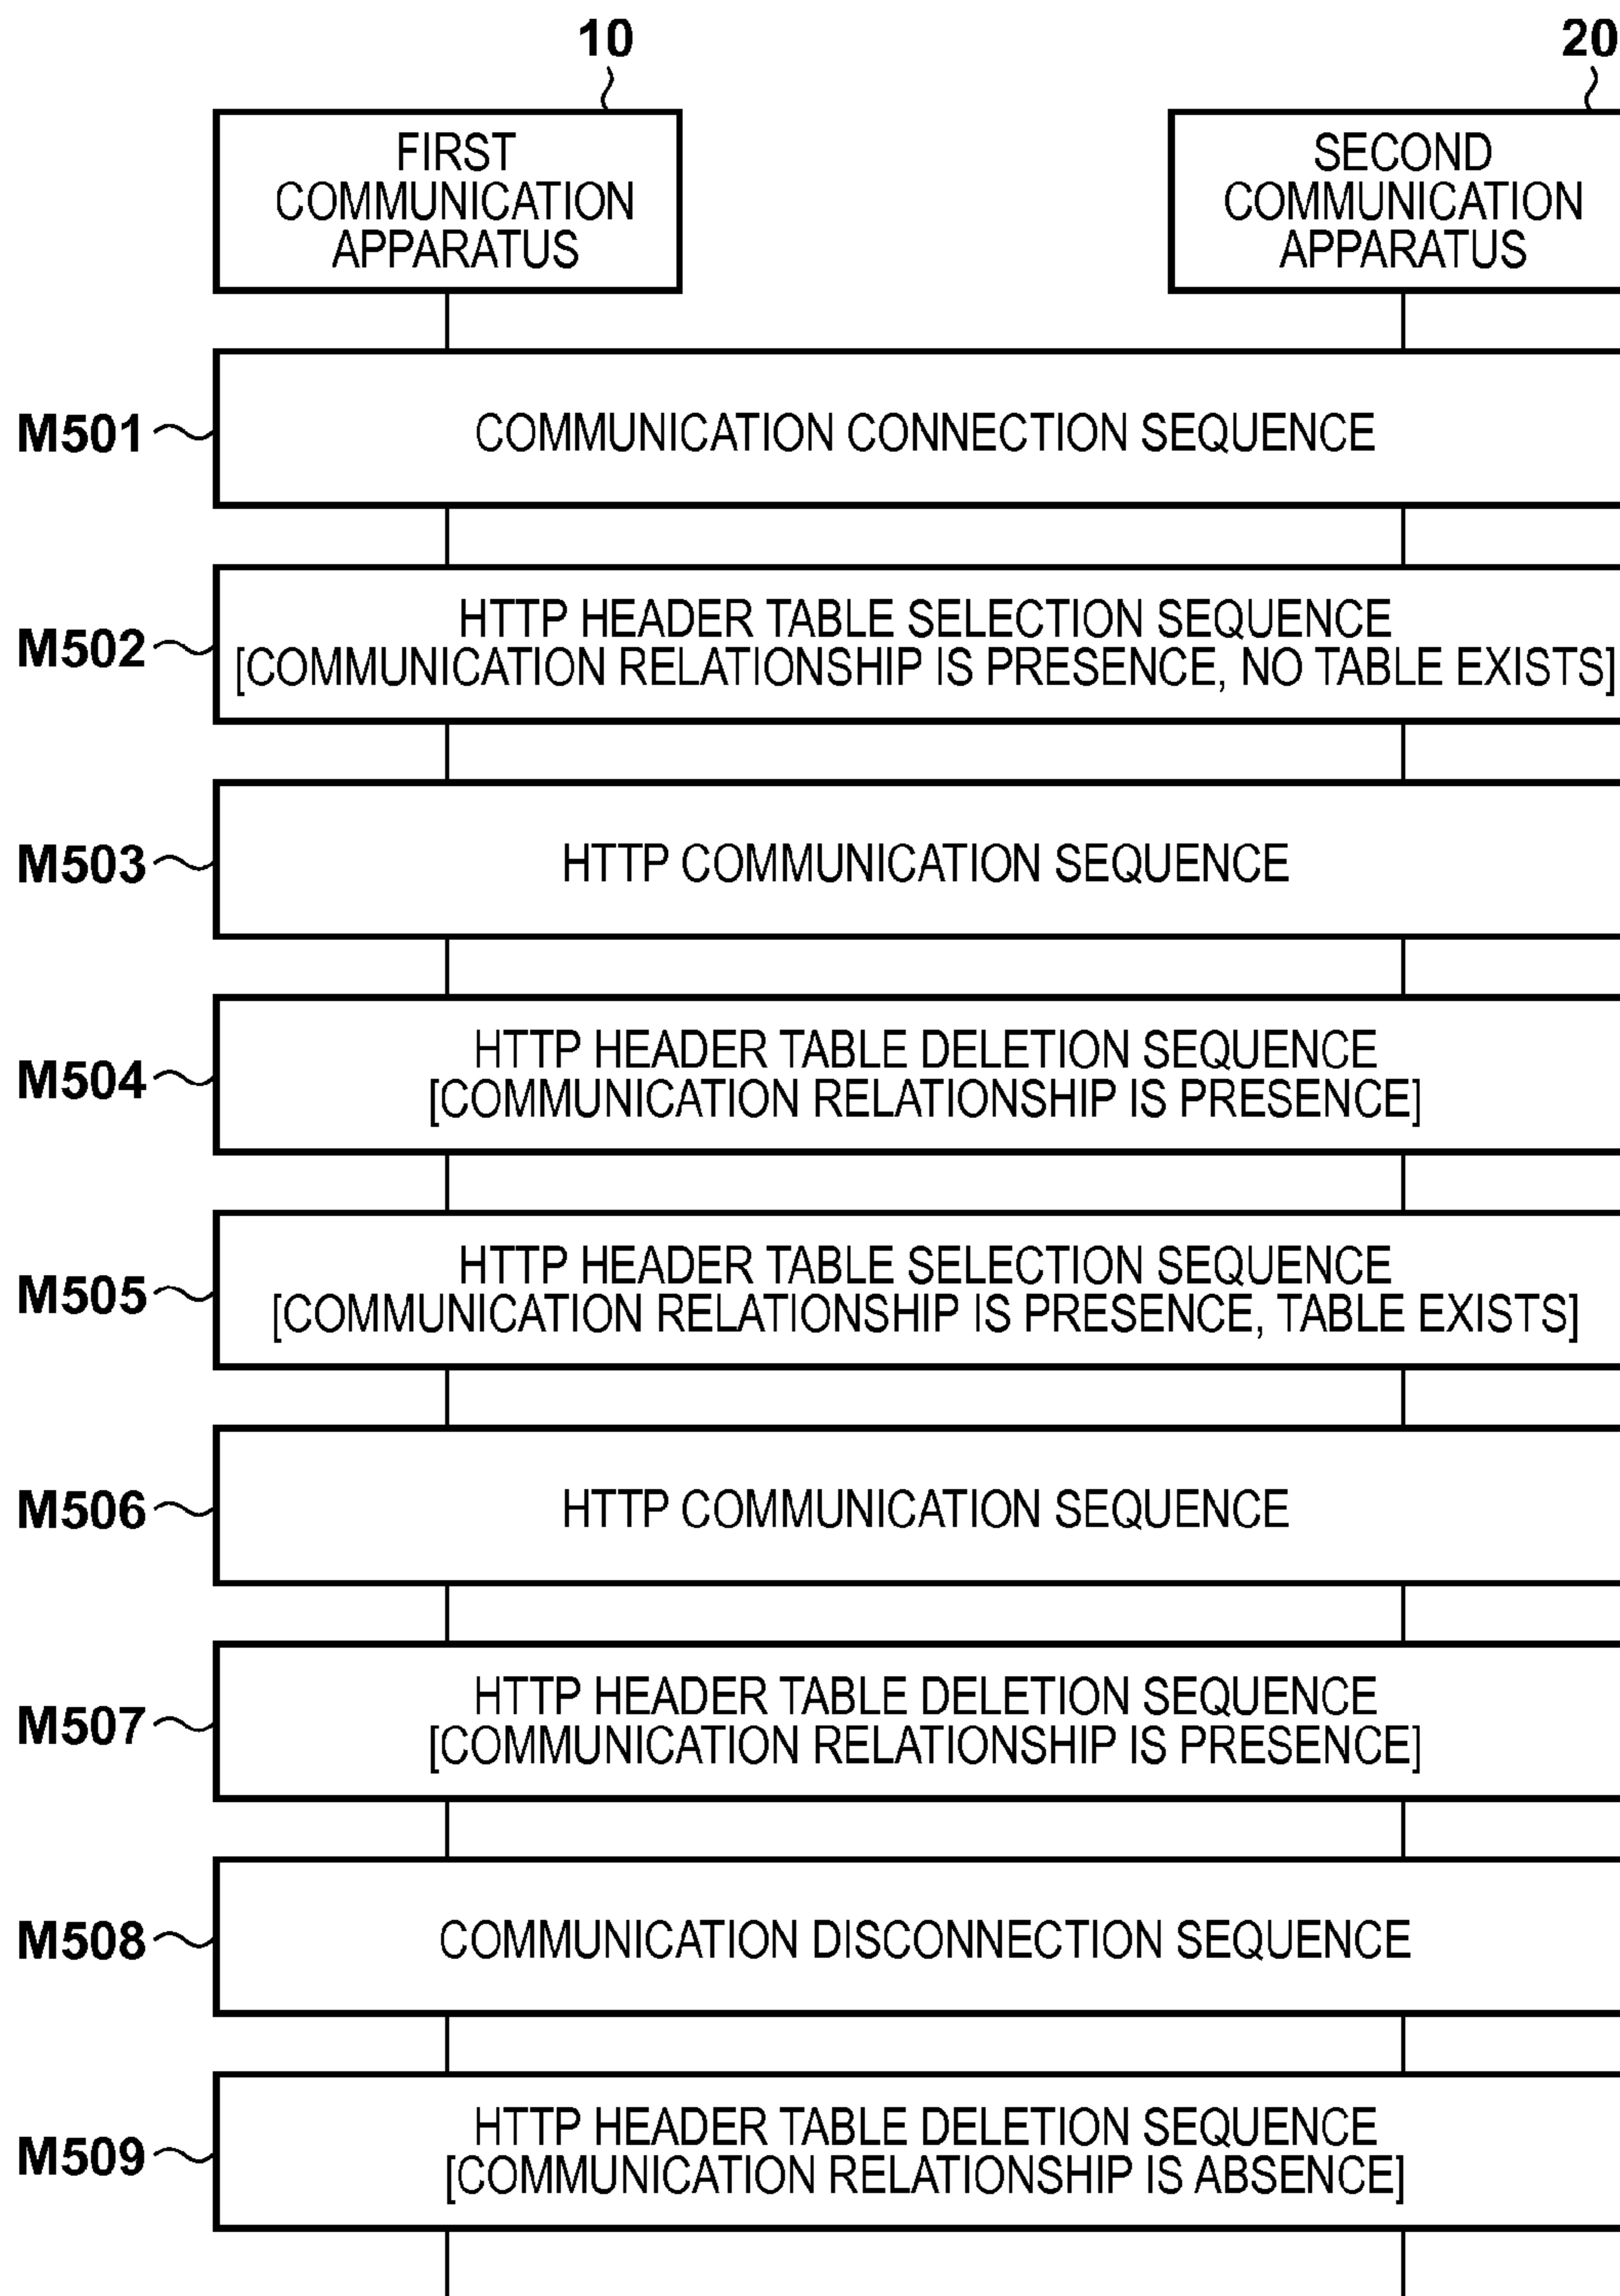 10
20
FIRST
COMMUNICATION
APPARATUS
SECOND
COMMUNICATION
APPARATUS
M501
COMMUNICATION CONNECTION SEQUENCE
M502
HTTP HEADER TABLE SELECTION SEQUENCE
[COMMUNICATION RELATIONSHIP IS PRESENCE, NO TABLE EXISTS]
M503
HTTP COMMUNICATION SEQUENCE
M504
HTTP HEADER TABLE DELETION SEQUENCE
[COMMUNICATION RELATIONSHIP IS PRESENCE]
M505
HTTP HEADER TABLE SELECTION SEQUENCE
[COMMUNICATION RELATIONSHIP IS PRESENCE, TABLE EXISTS]
M506
HTTP COMMUNICATION SEQUENCE
M507
HTTP HEADER TABLE DELETION SEQUENCE
[COMMUNICATION RELATIONSHIP IS PRESENCE]
M508
COMMUNICATION DISCONNECTION SEQUENCE
M509
HTTP HEADER TABLE DELETION SEQUENCE
[COMMUNICATION RELATIONSHIP IS ABSENCE]